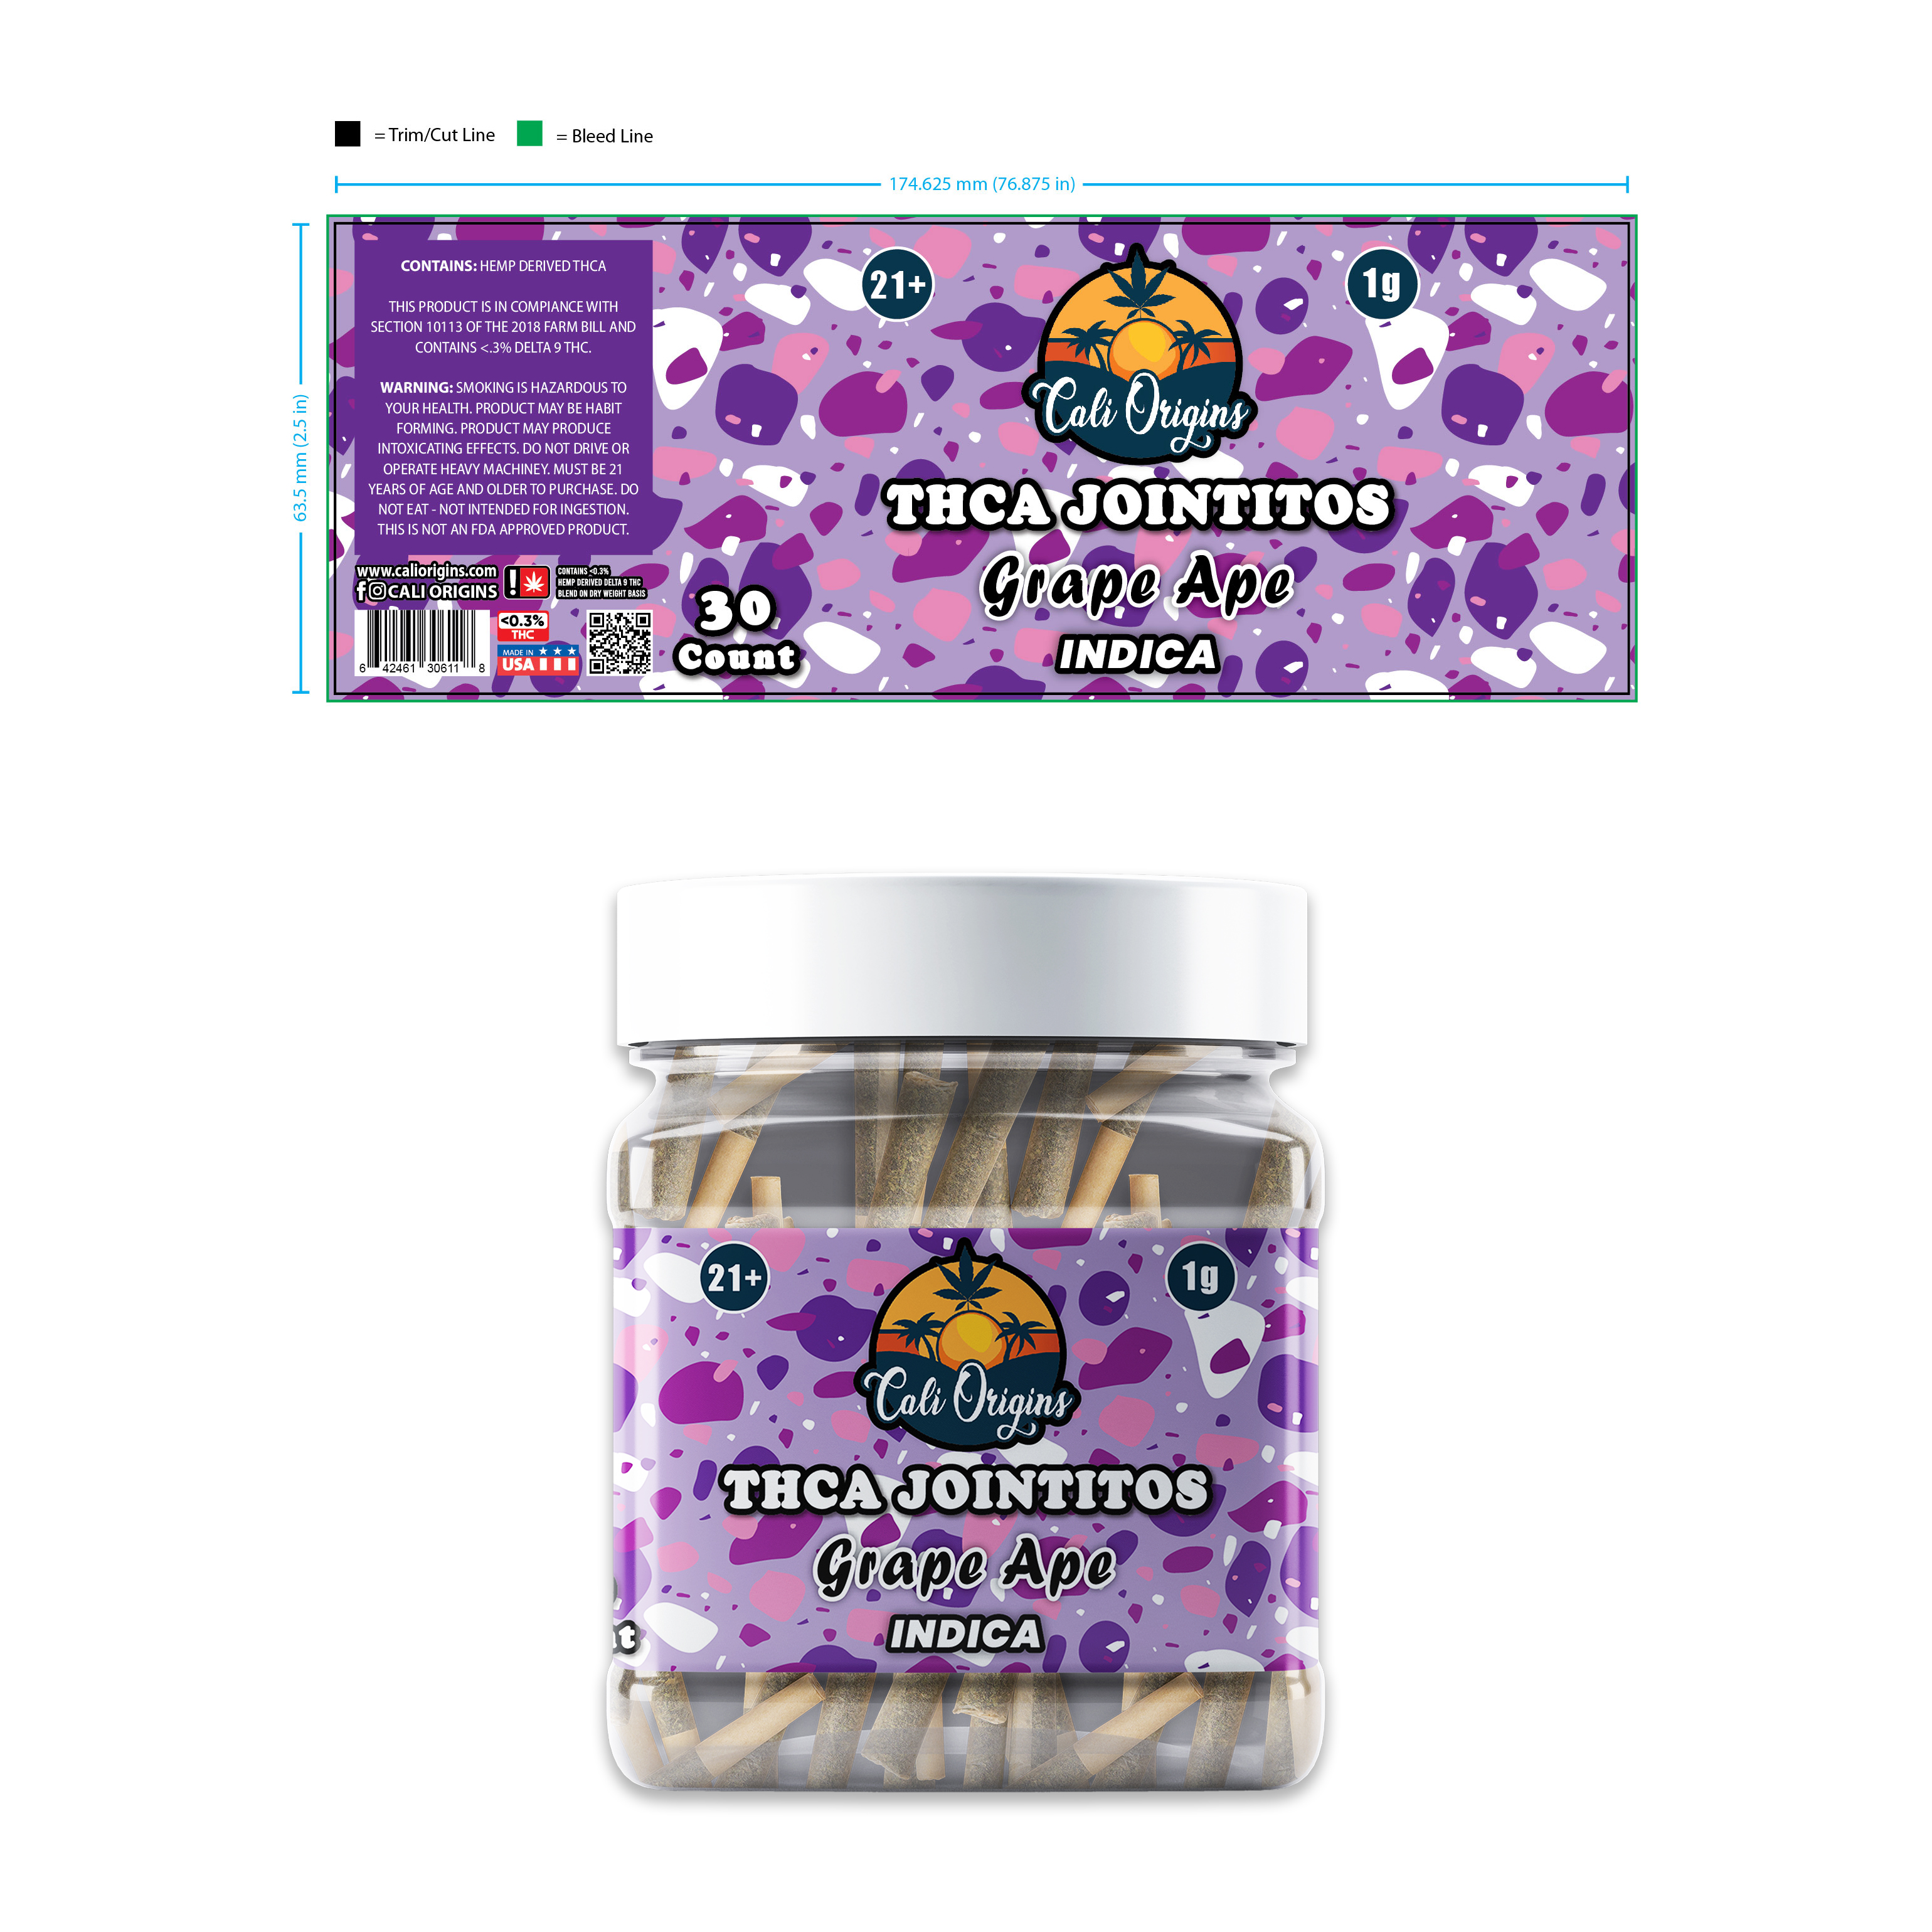 = Trim/Cut Line
= Bleed Line
174.625 mm (76.875 in)
63.5 mm (2.5 in)
CONTAINS: HEMP DERIVED THCA
THIS PRODUCT IS IN COMPIANCE WITH
SECTION 10113 OF THE 2018 FARM BILL AND
CONTAINS <.3% DELTA 9 THC.
WARNING: SMOKING IS HAZARDOUS TO
YOUR HEALTH. PRODUCT MAY BE HABIT
FORMING. PRODUCT MAY PRODUCE
INTOXICATING EFFECTS. DO NOT DRIVE OR
OPERATE HEAVY MACHINEY. MUST BE 21
YEARS OF AGE AND OLDER TO PURCHASE. DO
NOT EAT - NOT INTENDED FOR INGESTION.
THIS IS NOT AN FDA APPROVED PRODUCT.
www.caliorigins.com
CALI ORIGINS
!
CONTAINS <0.3%
HEMP DERIVED DELTA 9 THC
BLEND ON DRY WEIGHT BASIS
6 42461 30611 8
<0.3%
THC
MADE IN
USA
30
Count
21+
1g
Cali Origins
THCA JOINTITOS
Grape Ape
INDICA
21+
1g
Cali Origins
THCA JOINTITOS
Grape Ape
INDICA
t